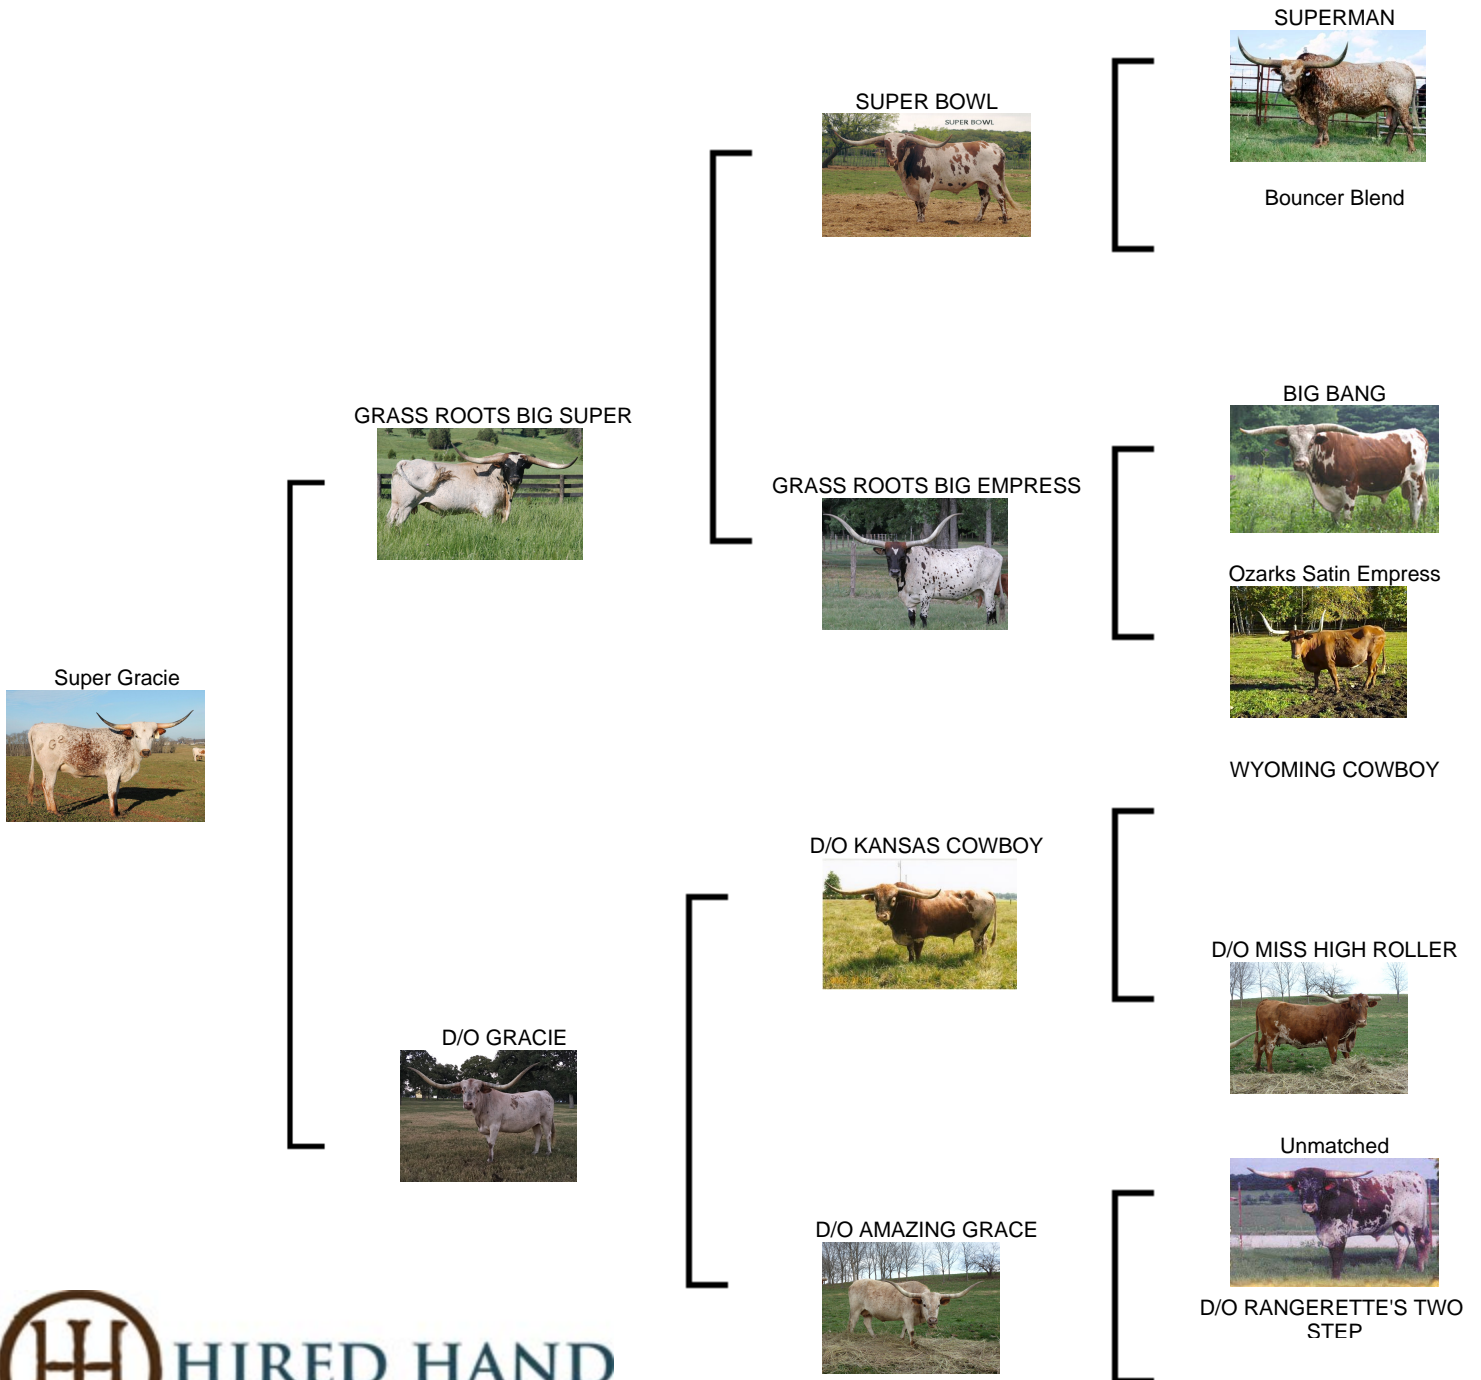 SUPERMAN
SUPER BOWL
SUPER BOWL
Bouncer Blend
BIG BANG
GRASS ROOTS BIG SUPER
GRASS ROOTS BIG EMPRESS
Ozarks Satin Empress
Super Gracie
WYOMING COWBOY
D/O KANSAS COWBOY
D/O MISS HIGH ROLLER
D/O GRACIE
Unmatched
D/O AMAZING GRACE
D/O RANGERETTE'S TWO
STEP
HIRED HAND